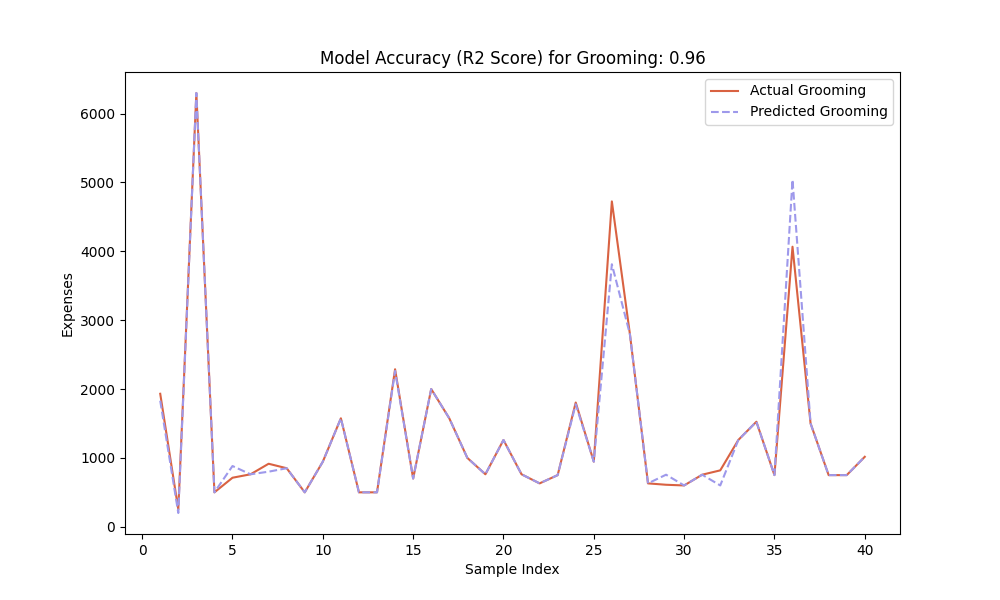 Model Accuracy (R2 Score) for Grooming: 0.96
Actual Grooming
Predicted Grooming
Expenses
6000
5000
4000
3000
2000
1000
0
0 5 10 15 20 25 30 35 40
Sample Index